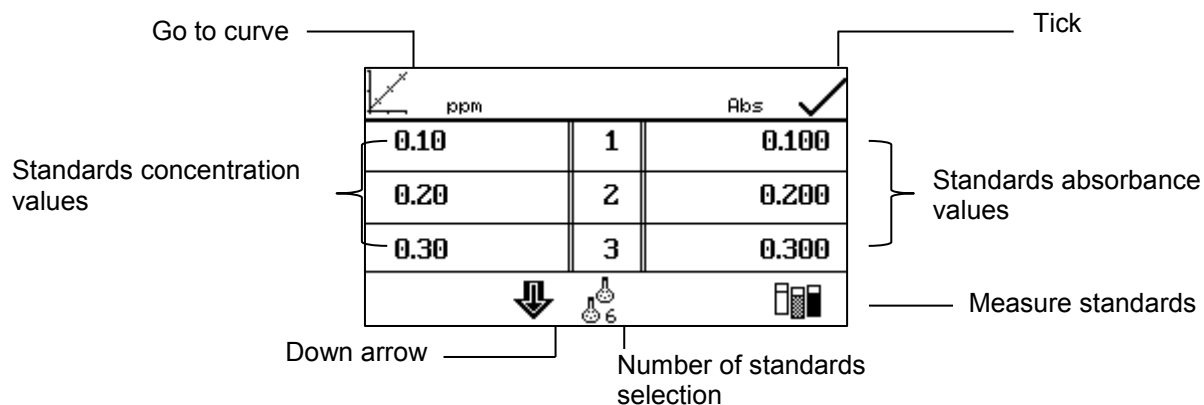 Go to curve
Tick
ppm
Abs
0.10 1 0.100
Standards concentration
values
0.20 2 0.200
Standards absorbance
values
0.30 3 0.300
6
Measure standards
Down arrow
Number of standards
selection